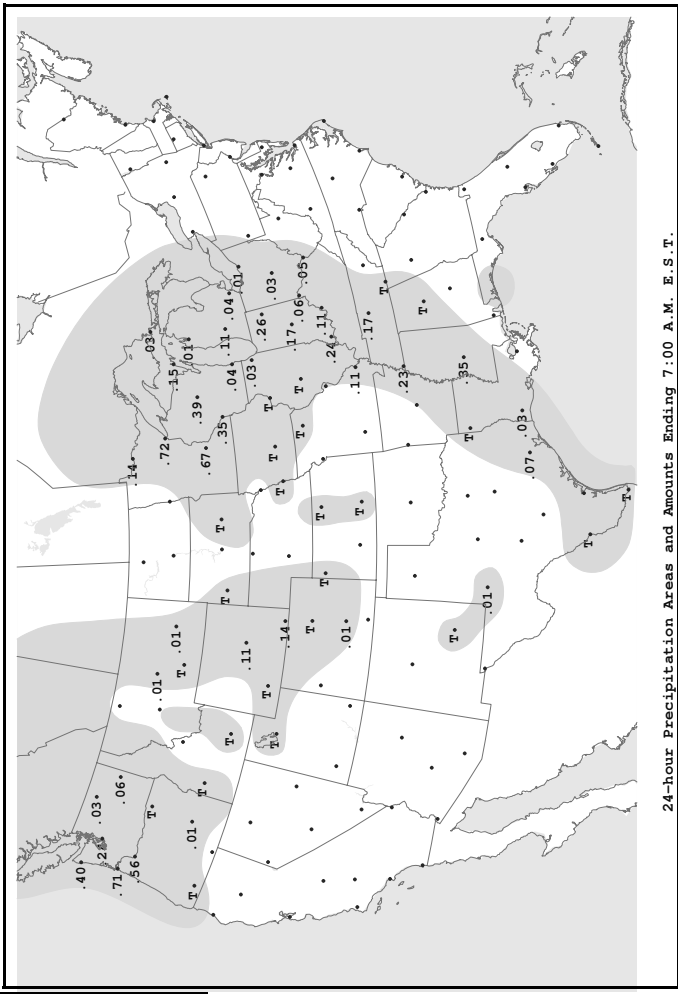 .40
.03
.71
.06
.56
.14
T
.03
.01
.72
.15
.01
T
.01
T
.01
.39
T
.67
T
.35
.11
T
T
.04
.04
.01
.11
.03
.26
T
T
.03
T
T
T
.14
.17
T
.06
T
.05
T
T
.11
T
.24
.01
.11
T
.17
T
.23
T
T
.35
T
.01
.03
.07
T
T
24-hour Precipitation Areas and Amounts Ending 7:00 A.M. E.S.T.